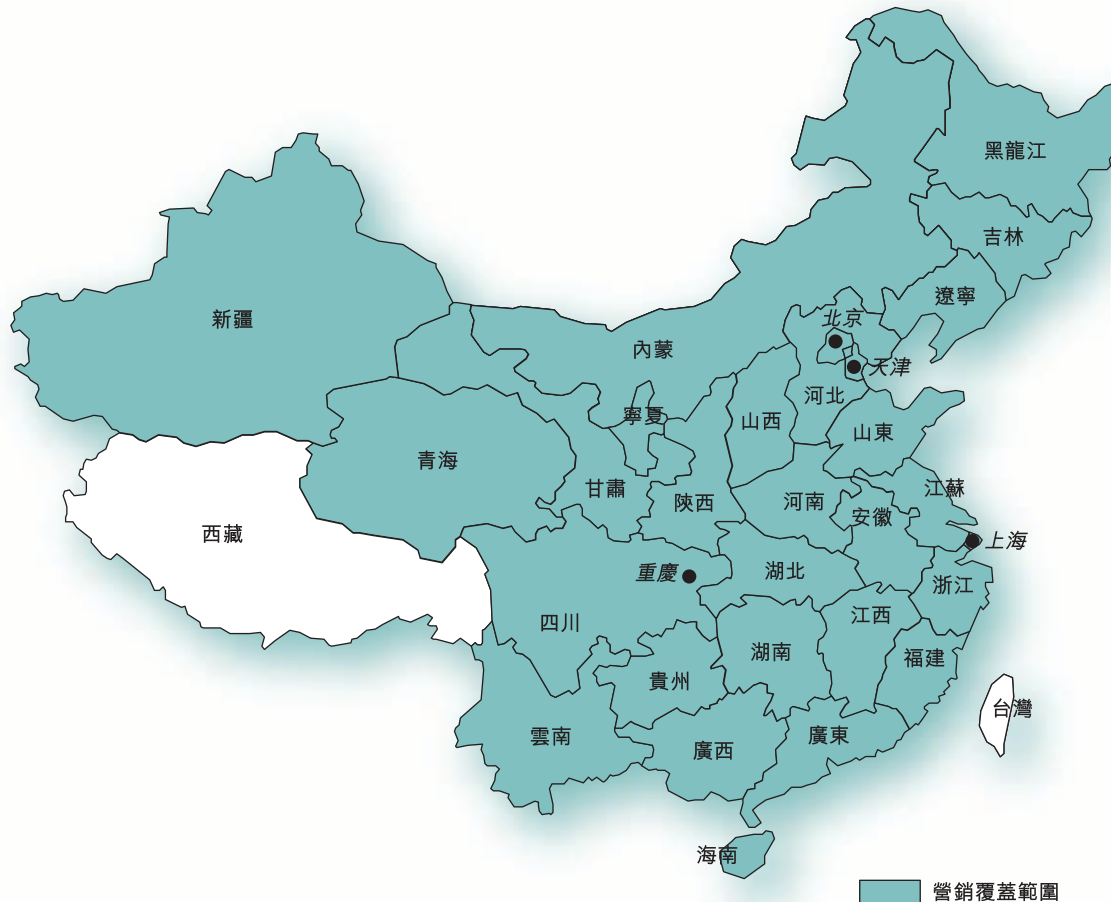 黑龍江
吉林
遼寧
新疆
北京
內蒙
天津
河北
寧夏
山西
山東
青海
甘肅
陝西
河南
江蘇
安徽
西藏
上海
重慶
湖北
浙江
四川
江西
湖南
福建
貴州
台灣
雲南
廣西
廣東
海南
營銷覆蓋範圍